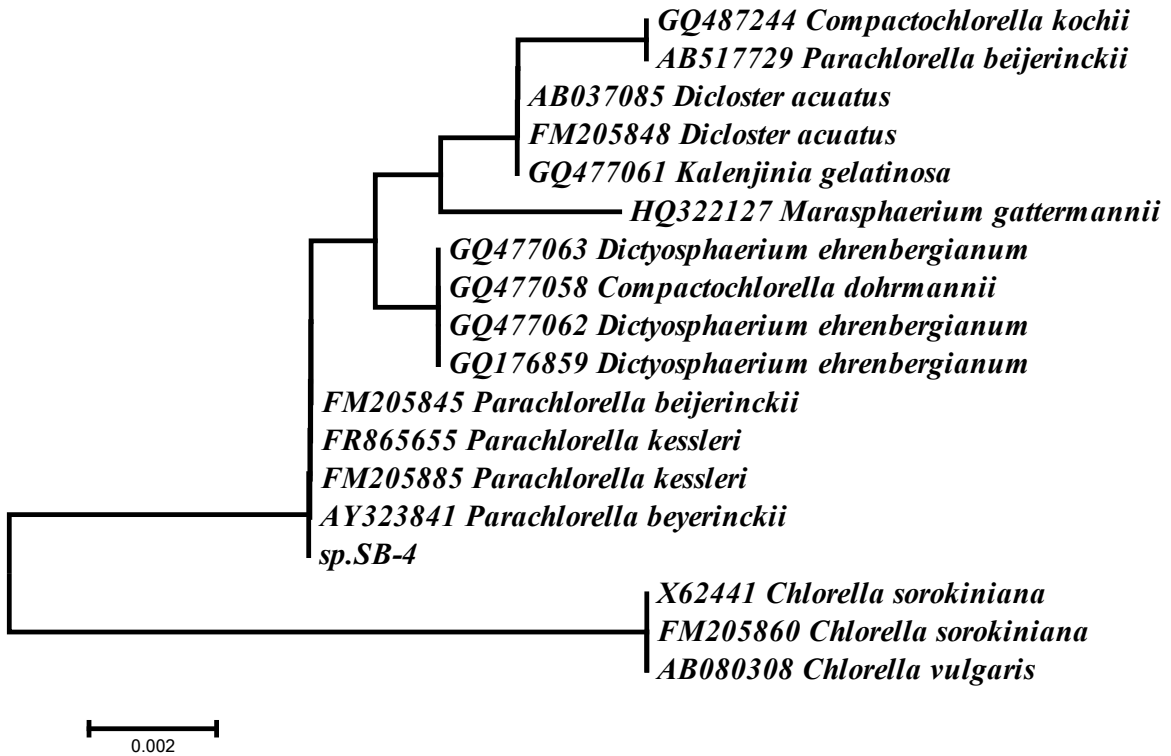 GQ487244 Compactochlorella kochii
AB517729 Parachlorella beijerinckii
AB037085 Dicloster acuatus
FM205848 Dicloster acuatus
GQ477061 Kalenjinia gelatinosa
HQ322127 Marasphaerium gattermannii
GQ477063 Dictyosphaerium ehrenbergianum
GQ477058 Compactochlorella dohrmannii
GQ477062 Dictyosphaerium ehrenbergianum
GQ176859 Dictyosphaerium ehrenbergianum
FM205845 Parachlorella beijerinckii
FR865655 Parachlorella kessleri
FM205885 Parachlorella kessleri
AY323841 Parachlorella beyerinckii
sp.SB-4
X62441 Chlorella sorokiniana
FM205860 Chlorella sorokiniana
AB080308 Chlorella vulgaris
0.002